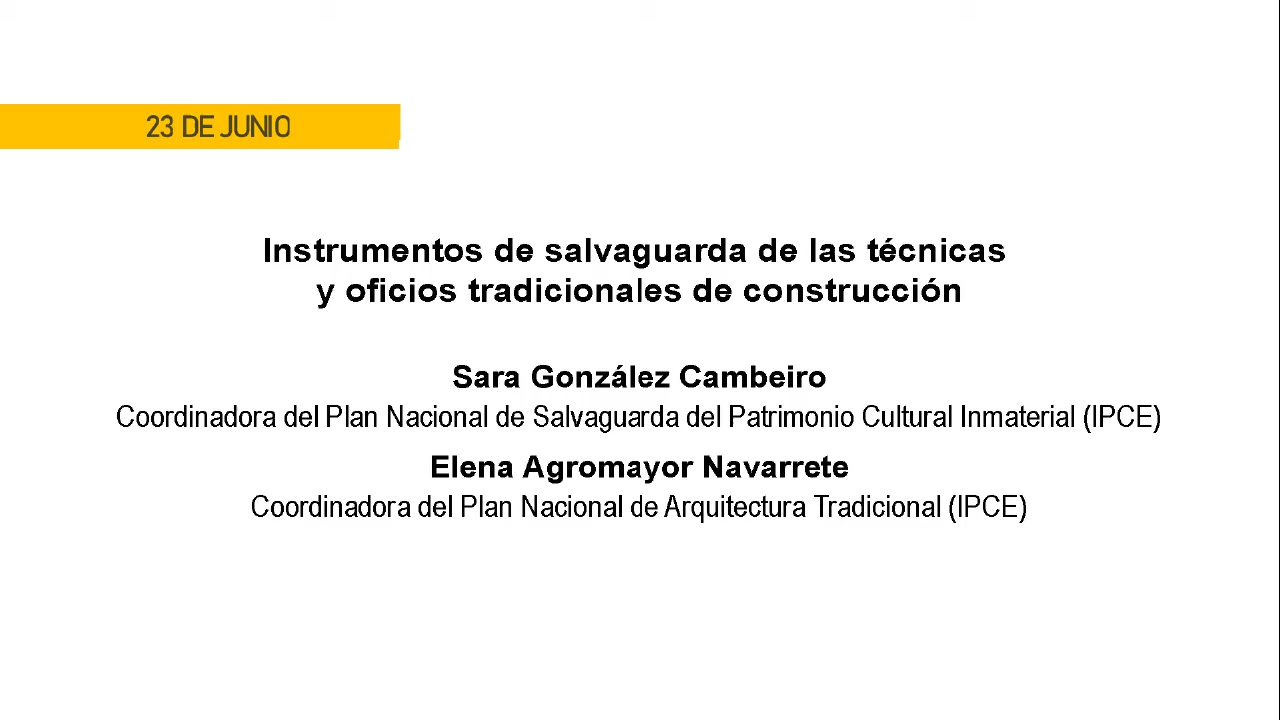 23 DE JUNIO
Instrumentos de salvaguarda de las técnicas
y oficios tradicionales de construcción
Sara González Cambeiro
Coordinadora del Plan Nacional de Salvaguarda del Patrimonio Cultural Inmaterial (IPCE)
Elena Agromayor Navarrete
Coordinadora del Plan Nacional de Arquitectura Tradicional (IPCE)